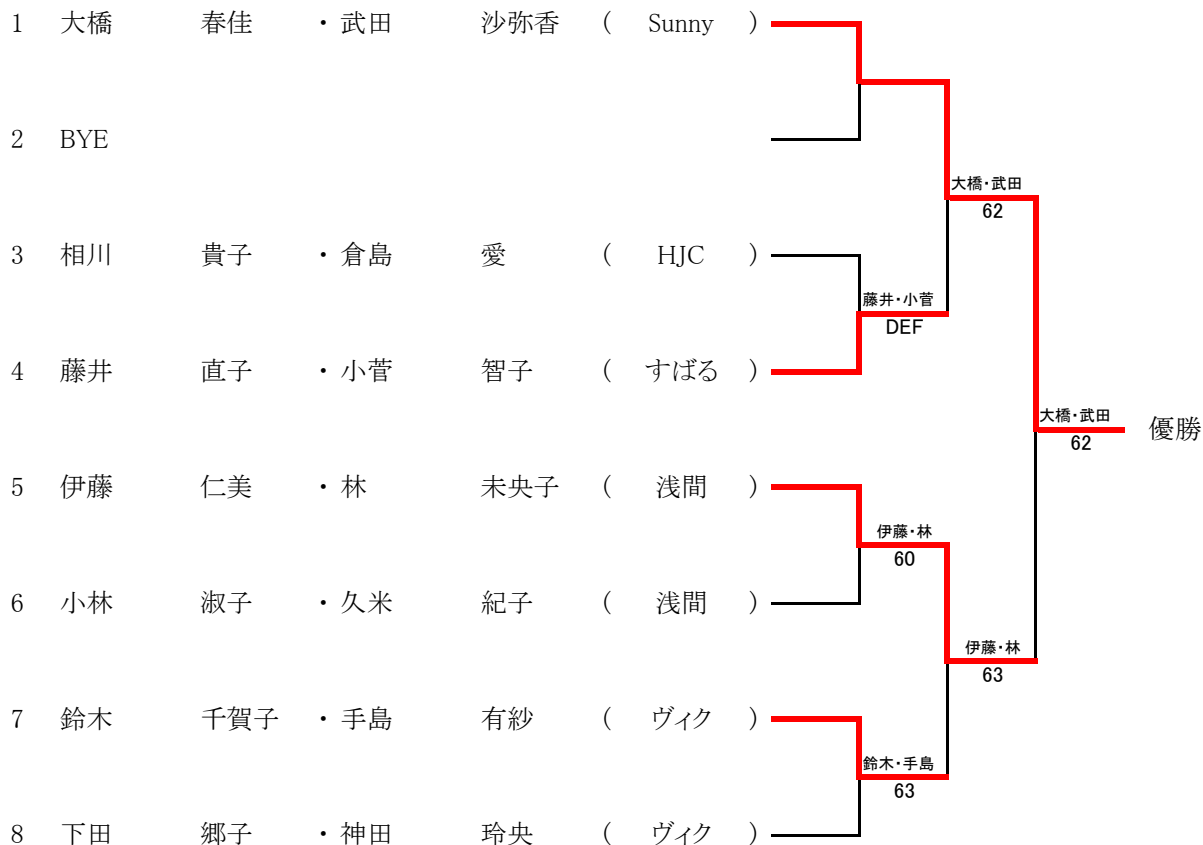 1 大橋 春佳 ・ 武田 沙弥香 ( Sunny )
2 BYE
大橋・武田
62
3 相川 貴子 ・ 倉島 愛 ( HJC )
藤井・小菅
DEF
4 藤井 直子 ・ 小菅 智子 ( すばる )
大橋・武田
62
優勝
5 伊藤 仁美 ・ 林 未央子 ( 浅間 )
伊藤・林
60
6 小林 淑子 ・ 久米 紀子 ( 浅間 )
伊藤・林
63
7 鈴木 千賀子 ・ 手島 有紗 ( ヴィク )
鈴木・手島
63
8 下田 郷子 ・ 神田 玲央 ( ヴィク )